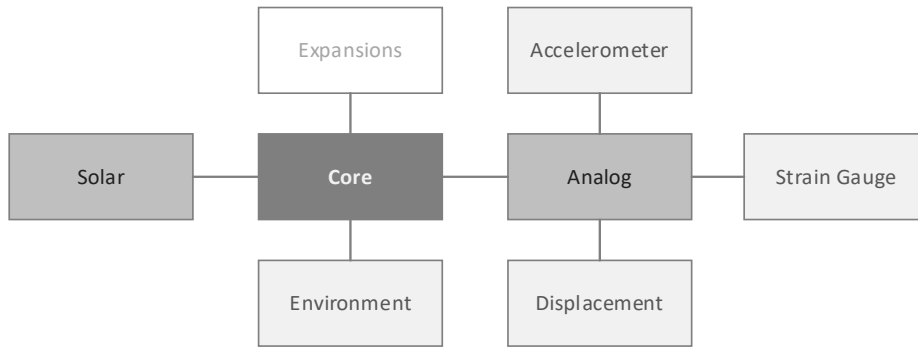 Expansions
Accelerometer
Solar
Core
Analog
Strain Gauge
Environment
Displacement